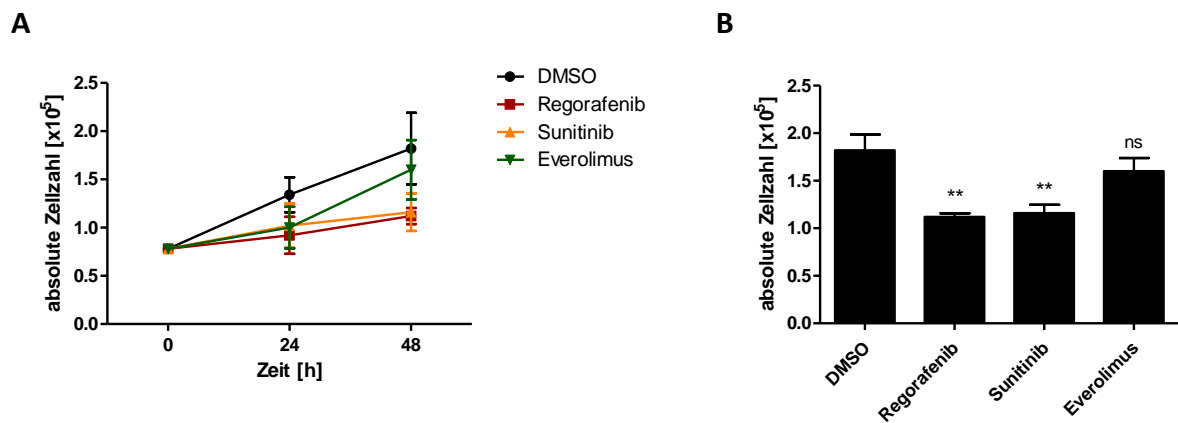 A
absolute Zellzahl [x10⁵]
2.5
2.0
1.5
1.0
0.5
0.0
0
24
48
Zeit [h]
DMSO
Regorafenib
Sunitinib
Everolimus
B
absolute Zellzahl [x10⁵]
2.5
2.0
1.5
1.0
0.5
0.0
**
**
ns
DMSO
Regorafenib
Sunitinib
Everolimus